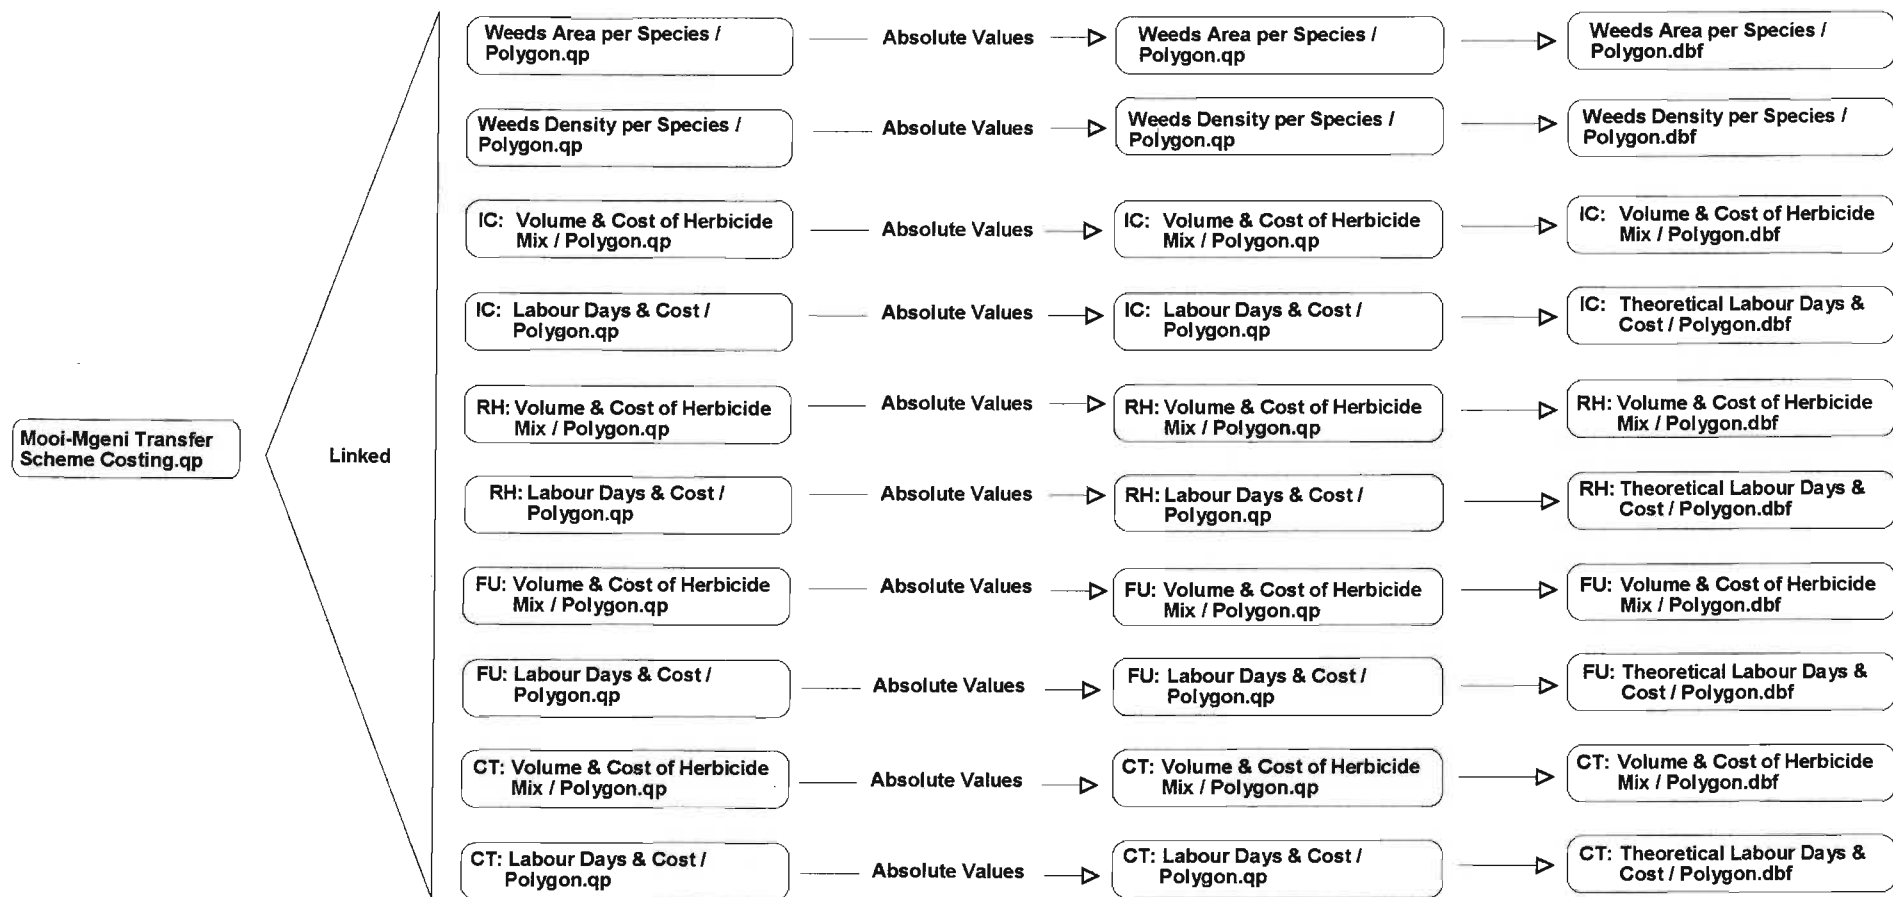 Weeds Area per Species /
Polygon.qp
Absolute Values
Weeds Area per Species /
Polygon.qp
Weeds Area per Species /
Polygon.dbf
Weeds Density per Species /
Polygon.qp
Absolute Values
Weeds Density per Species /
Polygon.qp
Weeds Density per Species /
Polygon.dbf
IC: Volume & Cost of Herbicide
Mix / Polygon.qp
Absolute Values
IC: Volume & Cost of Herbicide
Mix / Polygon.qp
IC: Volume & Cost of Herbicide
Mix / Polygon.dbf
IC: Labour Days & Cost /
Polygon.qp
Absolute Values
IC: Labour Days & Cost /
Polygon.qp
IC: Theoretical Labour Days &
Cost / Polygon.dbf
RH: Volume & Cost of Herbicide
Mix / Polygon.qp
Absolute Values
RH: Volume & Cost of Herbicide
Mix / Polygon.qp
RH: Volume & Cost of Herbicide
Mix / Polygon.dbf
Mooi-Mgeni Transfer
Scheme Costing.qp
Linked
RH: Labour Days & Cost /
Polygon.qp
Absolute Values
RH: Labour Days & Cost /
Polygon.qp
RH: Theoretical Labour Days &
Cost / Polygon.dbf
FU: Volume & Cost of Herbicide
Mix / Polygon.qp
Absolute Values
FU: Volume & Cost of Herbicide
Mix / Polygon.qp
FU: Volume & Cost of Herbicide
Mix / Polygon.dbf
FU: Labour Days & Cost /
Polygon.qp
Absolute Values
FU: Labour Days & Cost /
Polygon.qp
FU: Theoretical Labour Days &
Cost / Polygon.dbf
CT: Volume & Cost of Herbicide
Mix / Polygon.qp
Absolute Values
CT: Volume & Cost of Herbicide
Mix / Polygon.qp
CT: Volume & Cost of Herbicide
Mix / Polygon.dbf
CT: Labour Days & Cost /
Polygon.qp
Absolute Values
CT: Labour Days & Cost /
Polygon.qp
CT: Theoretical Labour Days &
Cost / Polygon.dbf